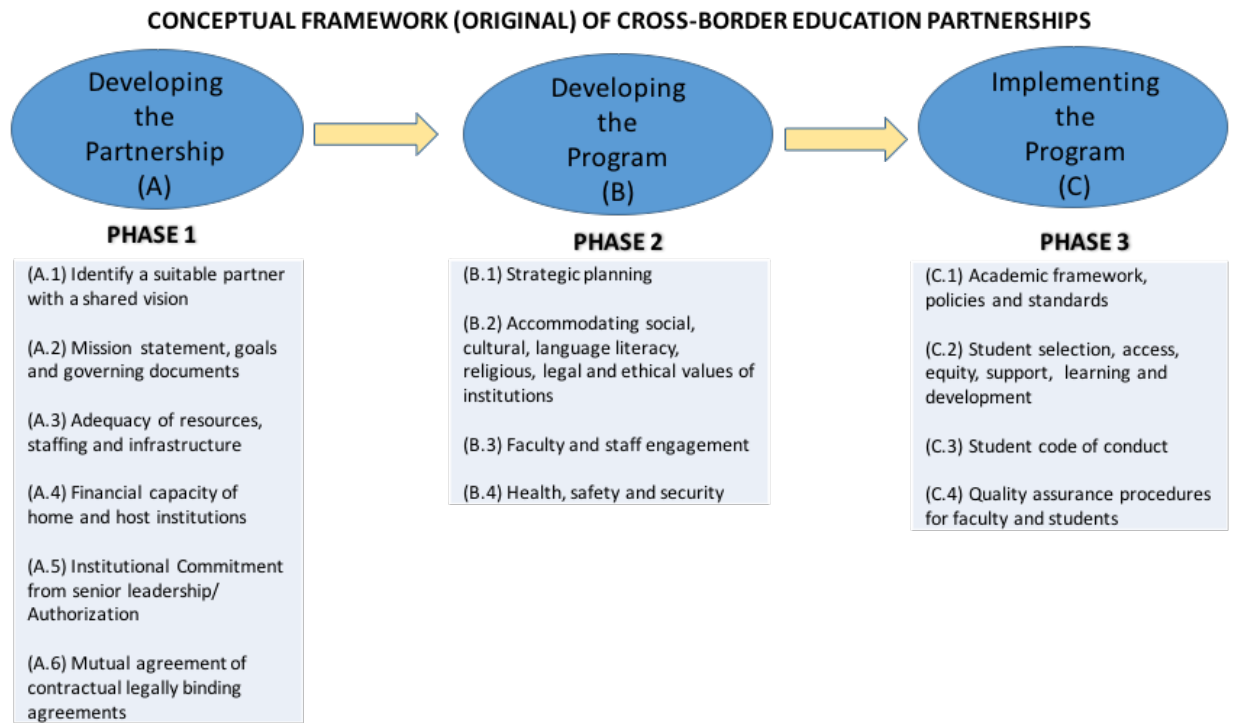 CONCEPTUAL FRAMEWORK (ORIGINAL) OF CROSS-BORDER EDUCATION PARTNERSHIPS
Developing
the
Partnership
(A)
PHASE 1
(A.1) Identify a suitable partner
with a shared vision
(A.2) Mission statement, goals
and governing documents
(A.3) Adequacy of resources,
staffing and infrastructure
(A.4) Financial capacity of
home and host institutions
(A.5) Institutional Commitment
from senior leadership/
Authorization
(A.6) Mutual agreement of
contractual legally binding
agreements
Developing
the
Program
(B)
PHASE 2
(B.1) Strategic planning
(B.2) Accommodating social,
cultural, language literacy,
religious, legal and ethical values of
institutions
(B.3) Faculty and staff engagement
(B.4) Health, safety and security
Implementing
the
Program
(C)
PHASE 3
(C.1) Academic framework,
policies and standards
(C.2) Student selection, access,
equity, support, learning and
development
(C.3) Student code of conduct
(C.4) Quality assurance procedures
for faculty and students